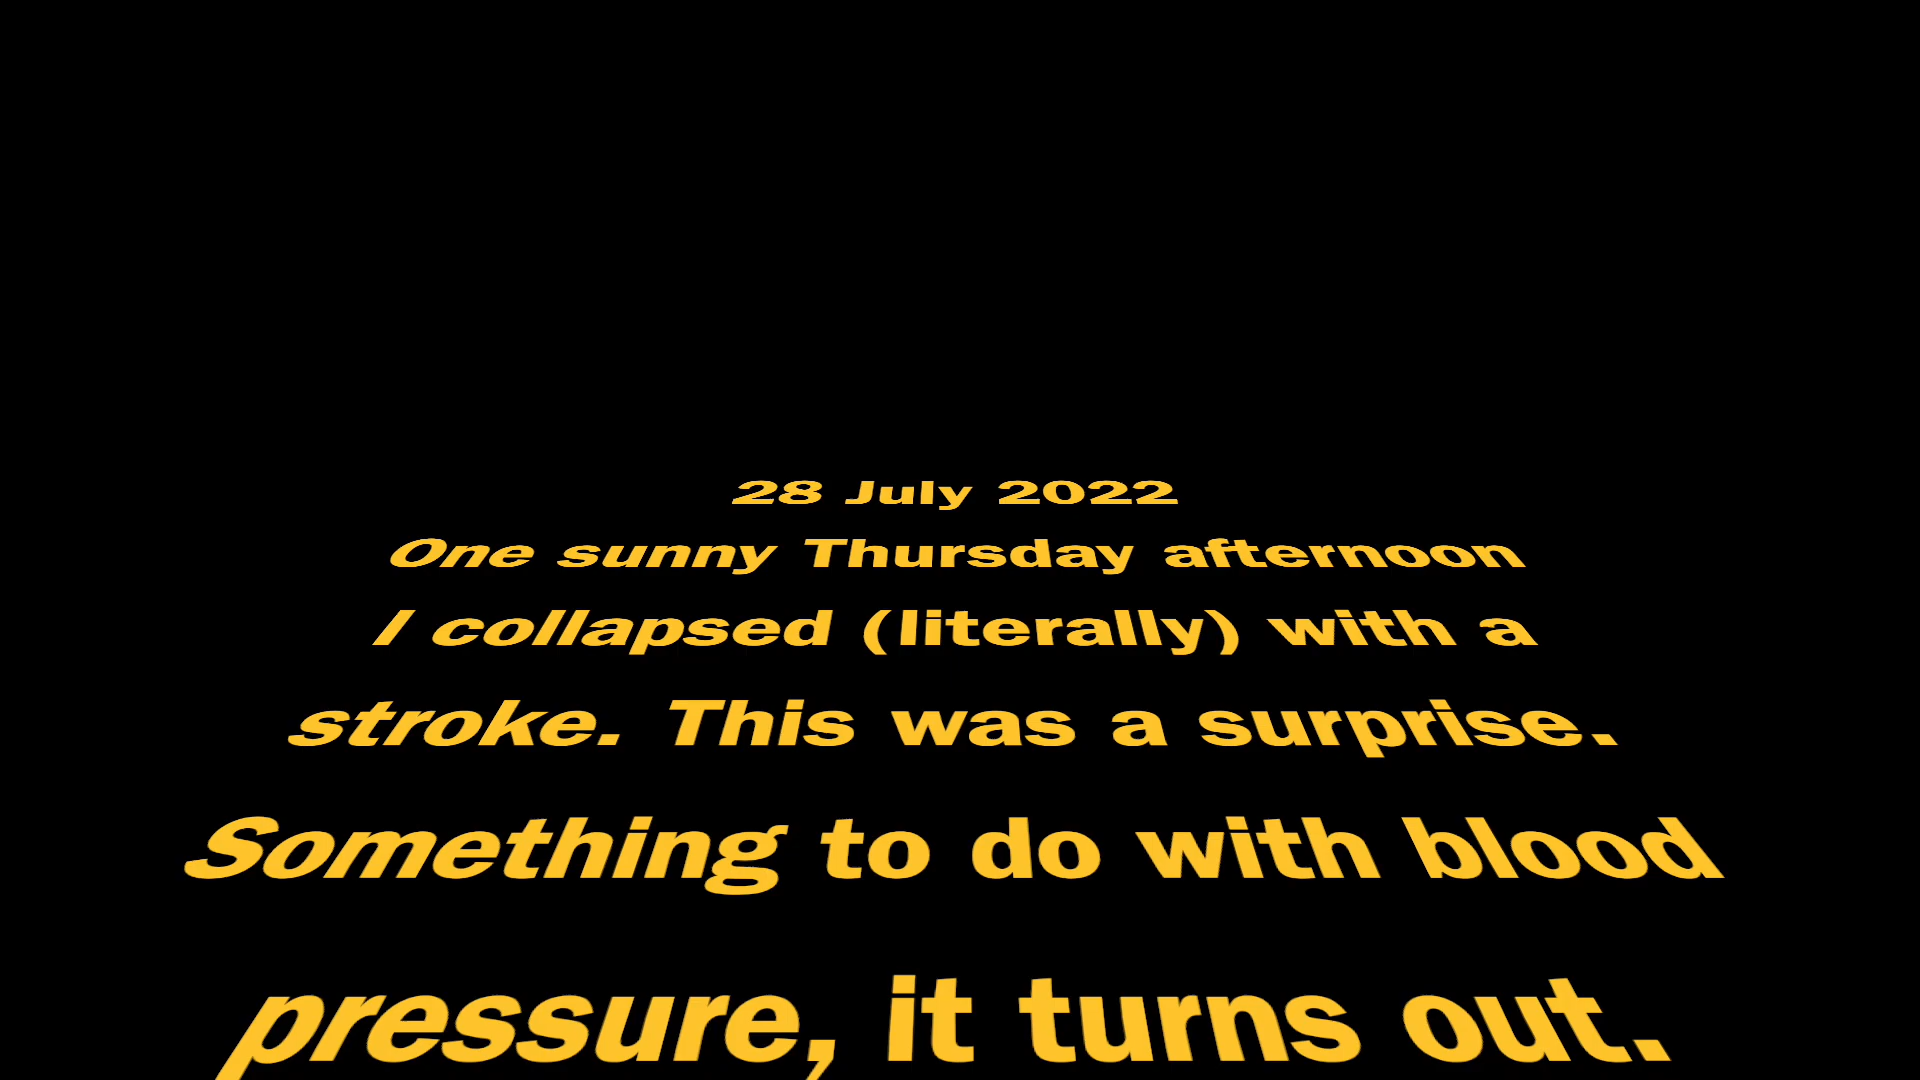 28 July 2022
One sunny Thursday afternoon
I collapsed (literally) with a
stroke. This was a surprise.
Something to do with blood
pressure, it turns out.